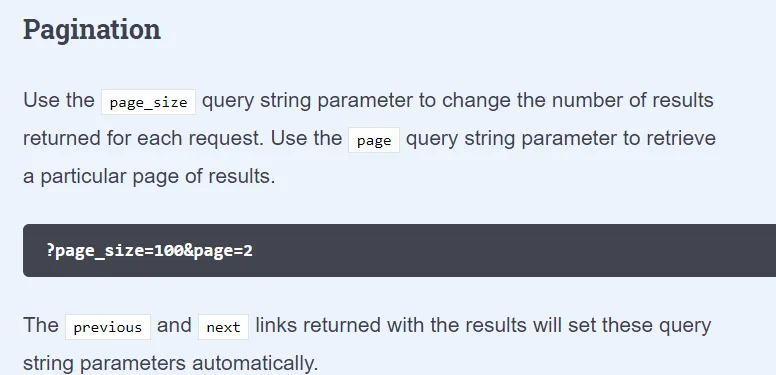 Pagination
Use the page_size query string parameter to change the number of results
returned for each request. Use the page query string parameter to retrieve
a particular page of results.
?page_size=100&page=2
The previous and next links returned with the results will set these query
string parameters automatically.